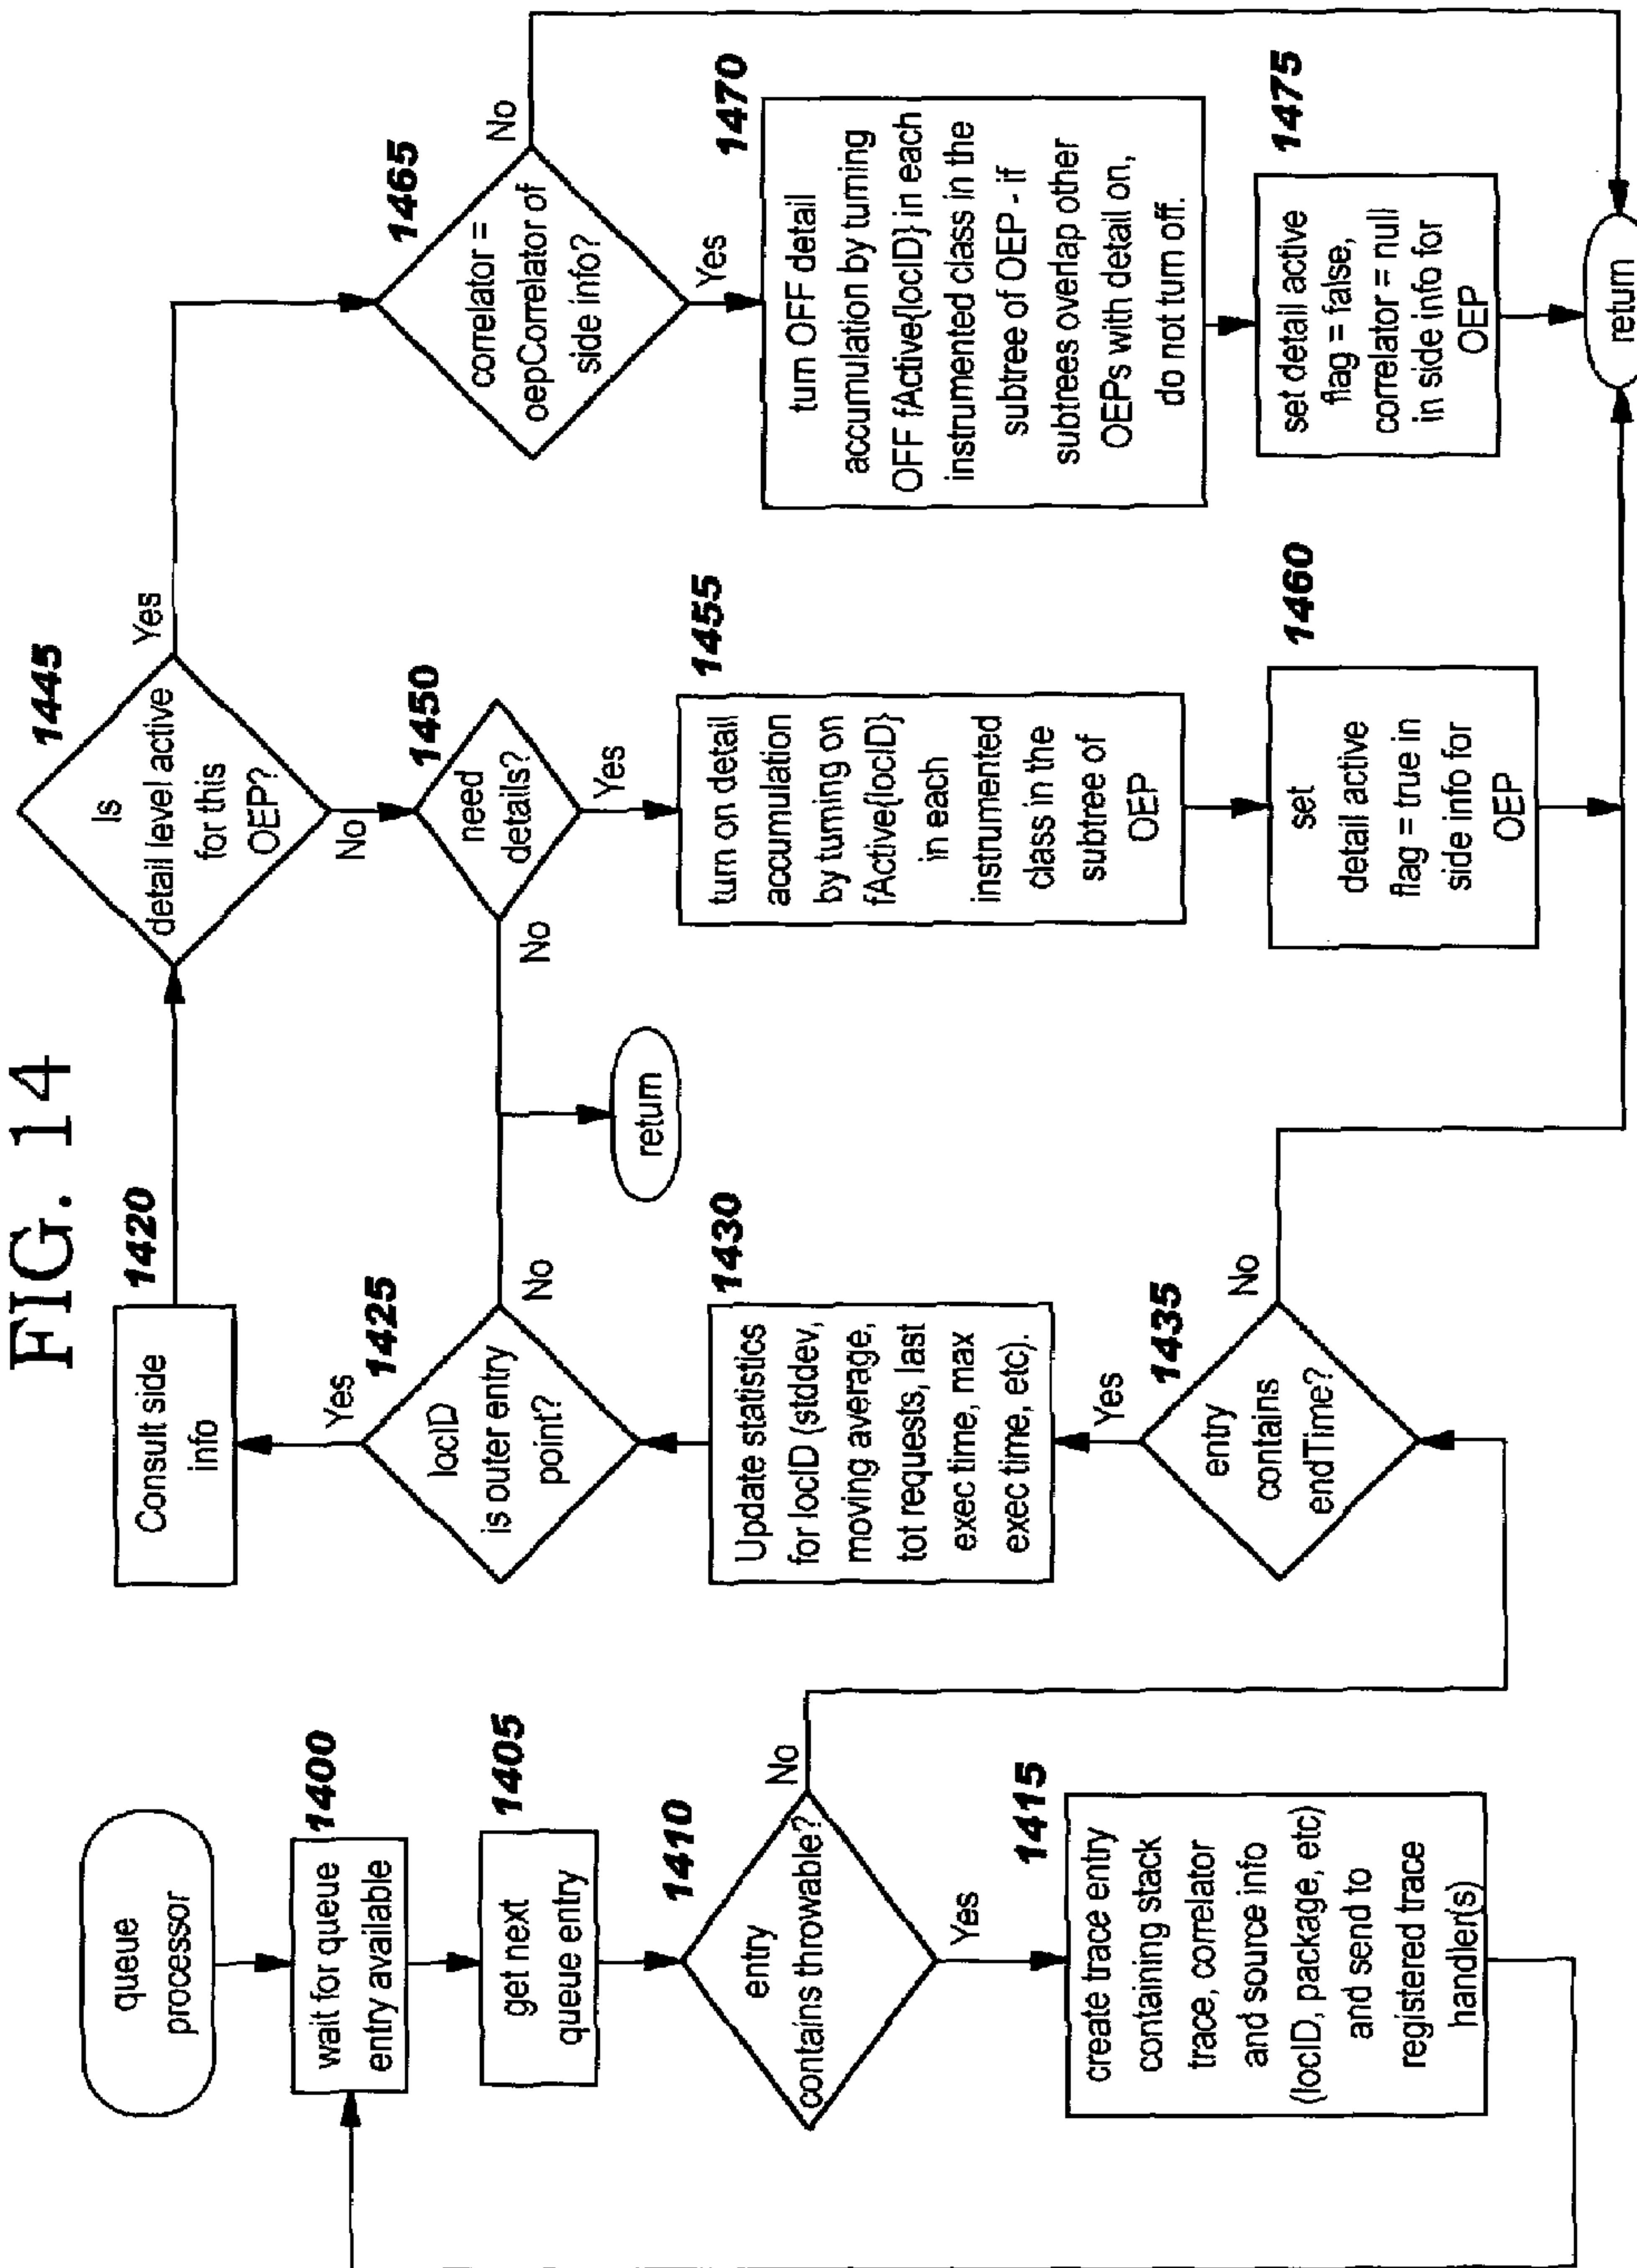 FIG. 14
queue
processor
1400
wait for queue
entry available
1405
get next
queue entry
1410
entry
contains throwable?
No
Yes
1415
create trace entry
containing stack
trace, correlator
and source info
(locID, package, etc)
and send to
registered trace
handler(s)
1420
Consult side
info
Yes
1425
locID
is outer entry
point?
No
1430
Update statistics
for locID (stddev,
moving average,
tot requests, last
exec time, max
exec time, etc).
Yes
1435
entry
contains
endTime?
No
return
1445
Is
detail level active
for this
OEP?
Yes
No
1450
need
details?
No
Yes
1455
turn on detail
accumulation
by turning on
fActive{locID}
in each
instrumented
class in the
subtree of
OEP
1460
set
detail active
flag = true in
side info for
OEP
1465
correlator =
oepCorrelator of
side info?
No
Yes
1470
turn OFF detail
accumulation by turning
OFF fActive{locID} in each
instrumented class in the
subtree of OEP - if
subtrees overlap other
OEPs with detail on,
do not turn off.
1475
set detail active
flag = false,
correlator = null
in side info for
OEP
return